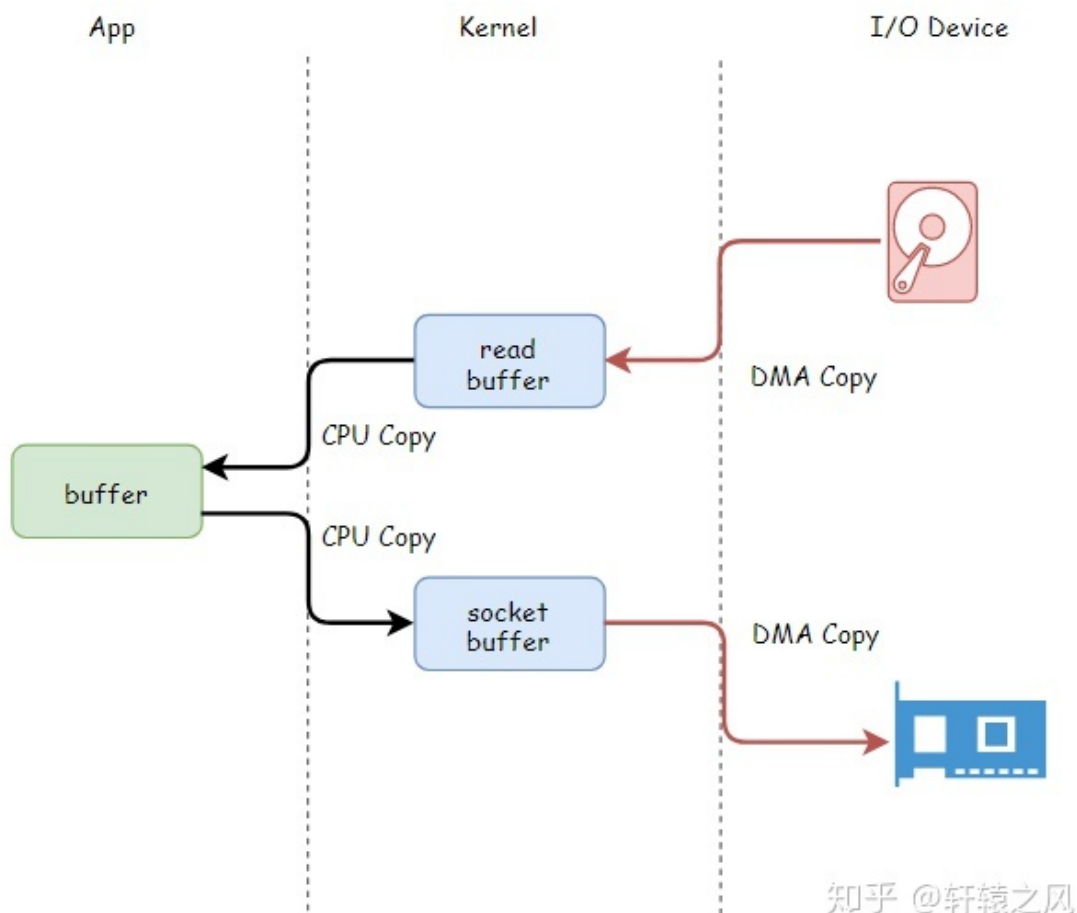 App
Kernel
I/O Device
read
buffer
DMA Copy
CPU Copy
buffer
CPU Copy
socket
buffer
DMA Copy
知乎 @轩辕之风